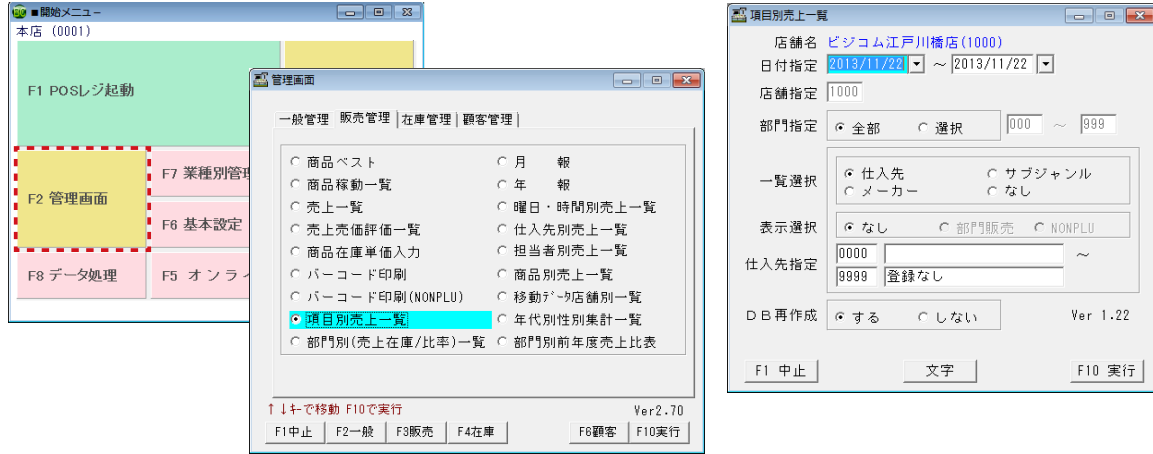 ■開始メニュー
本店 (0001)
F1 POSレジ起動
F2 管理画面
F7 業種別管理
F6 基本設定
F8 データ処理
F5 オンライ
管理画面
一般管理 販売管理 在庫管理 顧客管理
商品ベスト 月 報
商品稼動一覧 年 報
売上一覧 曜日・時間別売上一覧
売上売価評価一覧 仕入先別売上一覧
商品在庫単価入力 担当者別売上一覧
バーコード印刷 商品別売上一覧
バーコード印刷(NONPLU) 移動ﾃﾞｰﾀ店舗別一覧
項目別売上一覧 年代別性別集計一覧
部門別(売上在庫/比率)一覧 部門別前年度売上比表
↑↓ｷｰで移動 F10で実行 Ver2.70
F1中止 F2一般 F3販売 F4在庫 F6顧客 F10実行
項目別売上一覧
店舗名 ビジコム江戸川橋店(1000)
日付指定 2013/11/22 ～ 2013/11/22
店舗指定 1000
部門指定 全部 選択 000 ～ 999
一覧選択 仕入先 サブジャンル
メーカー なし
表示選択 なし 部門販売 NONPLU
仕入先指定 0000 ～
9999 登録なし
ＤＢ再作成 する しない Ver 1.22
F1 中止 文字 F10 実行